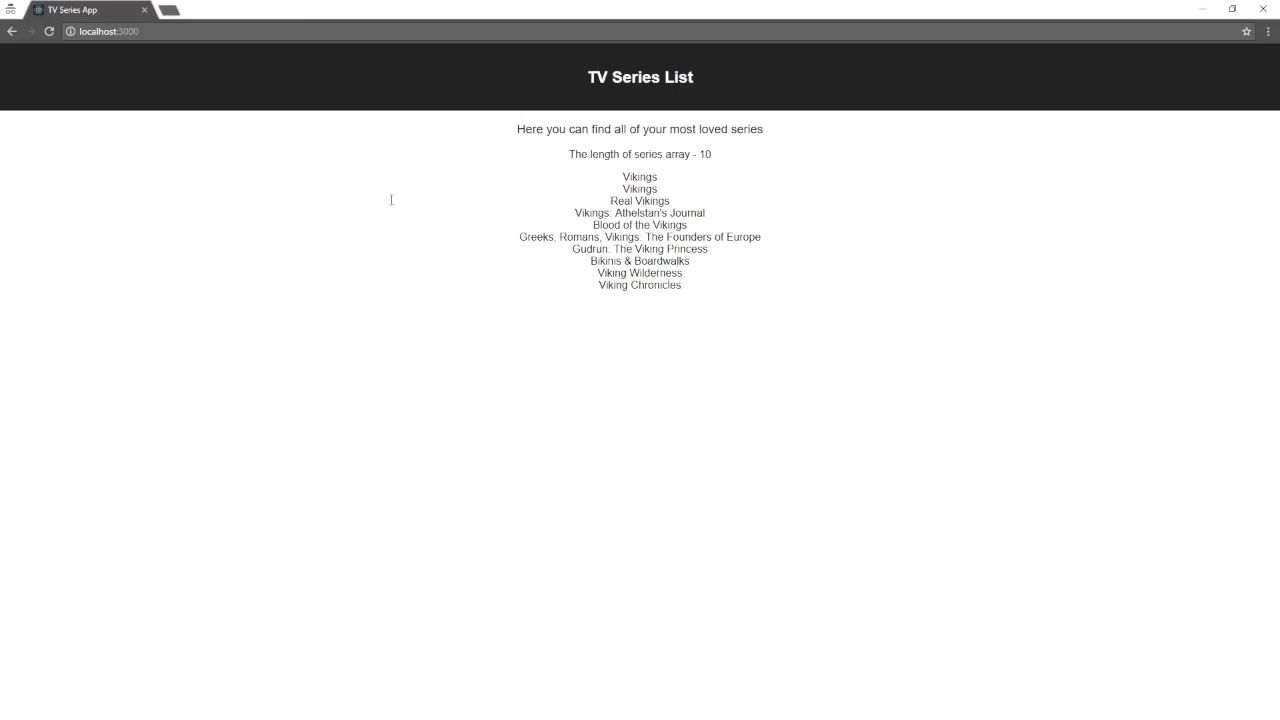 TV Series App
localhost:3000
TV Series List
Here you can find all of your most loved series
The length of series array - 10
Vikings
Vikings
Real Vikings
Vikings: Athelstan's Journal
Blood of the Vikings
Greeks, Romans, Vikings: The Founders of Europe
Gudrun: The Viking Princess
Bikinis & Boardwalks
Viking Wilderness
Viking Chronicles